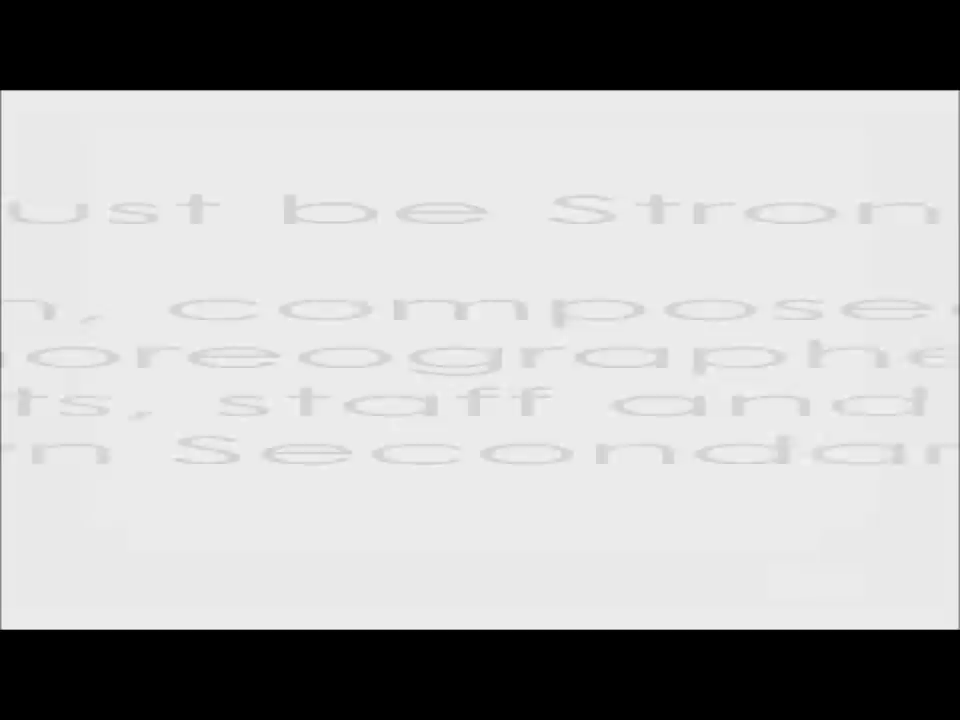 ust be Stron
n, compose
horeographe
ts, staff and
rn Secondar